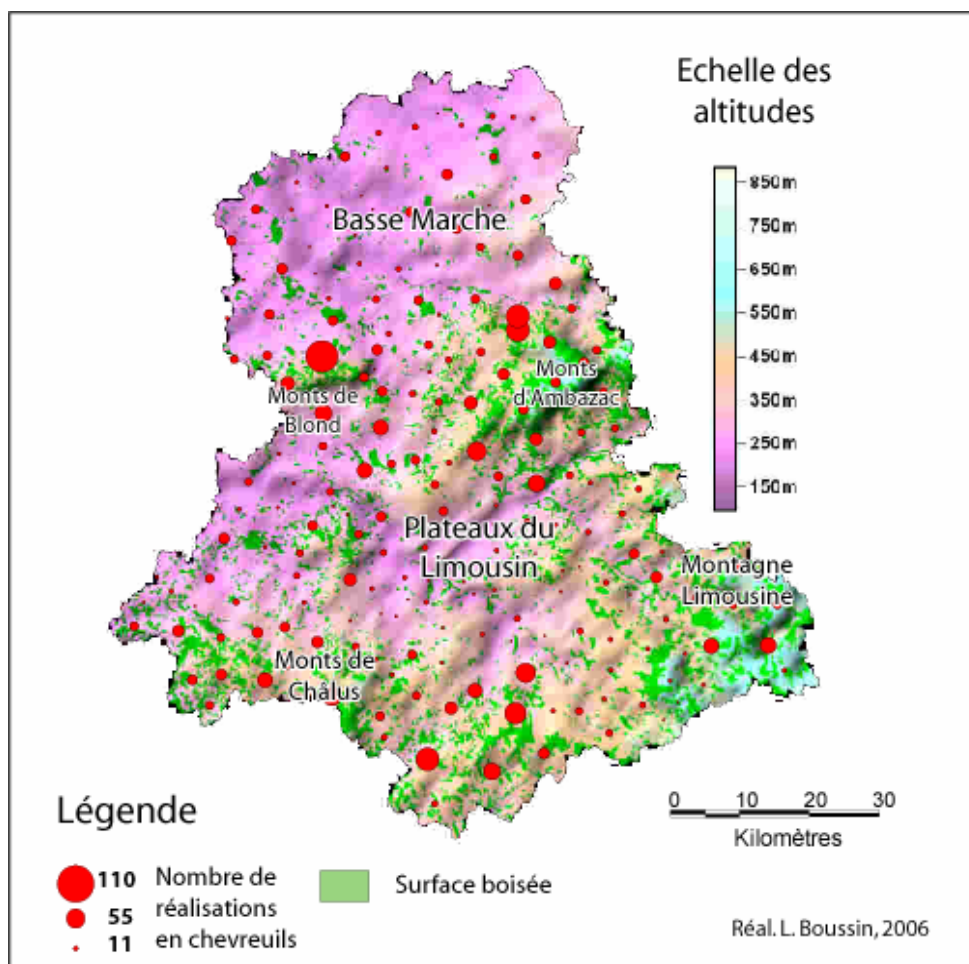 Echelle des
altitudes
850m
750m
650m
550m
450m
350m
250m
150m
Basse Marche
Monts de
Blond
Monts
d'Ambazac
Plateaux du
Limousin
Montagne
Limousine
Monts de
Châlus
0 10 20 30
Kilomètres
Légende
110 Nombre de
55 réalisations
11 en chevreuils
Surface boisée
Réal. L. Boussin, 2006